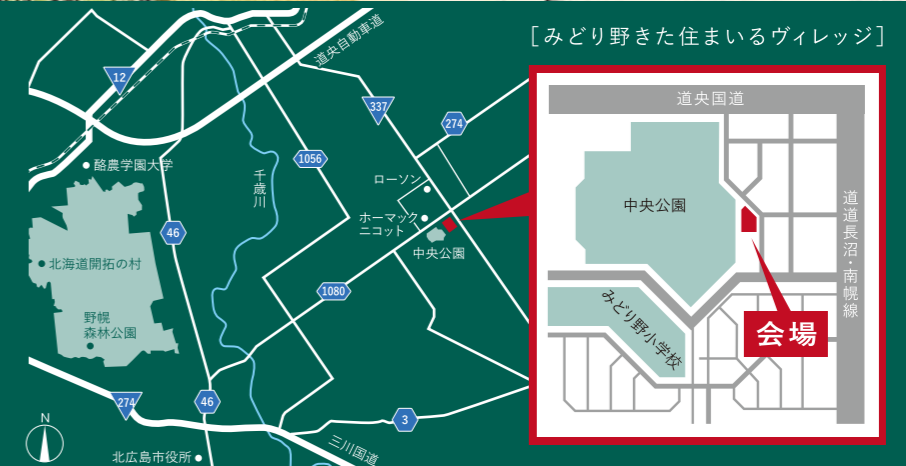 [みどり野きた住まいるヴィレッジ]
道央自動車道
12
337
274
道央国道
酪農学園大学
1056
千歳川
ローソン
ホーマック
ニコット
中央公園
中央公園
道道長沼・南幌線
46
北海道開拓の村
1080
野幌
森林公園
みどり野小学校
会場
274
46
3
N
三川国道
北広島市役所